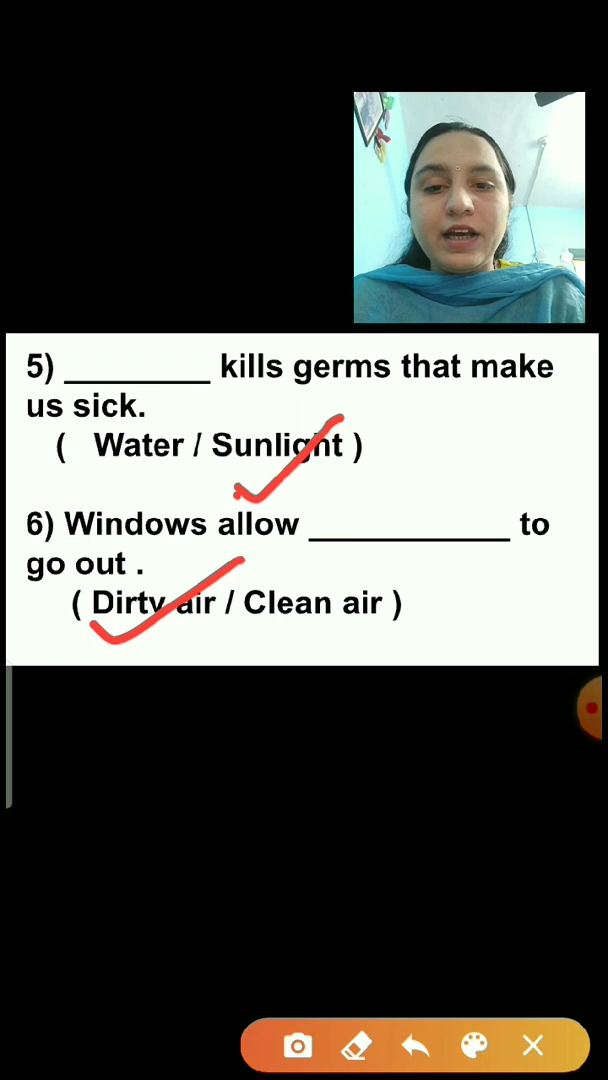 5) ________ kills germs that make
us sick.
( Water / Sunlight )
6) Windows allow ___________ to
go out .
( Dirty air / Clean air )